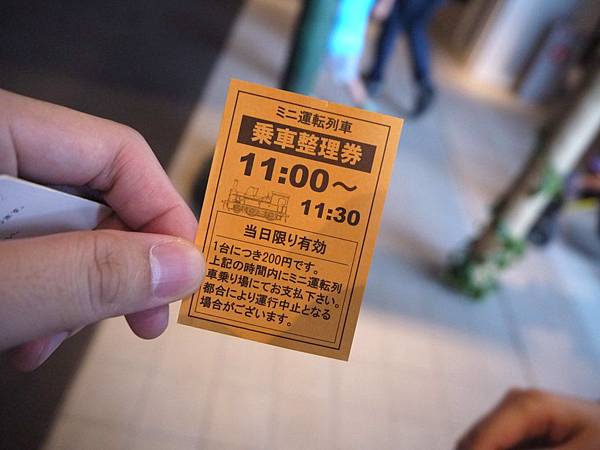 ミニ運転列車
乗車整理券
11:00～
11:30
当日限り有効
1台につき200円です。
上記の時間内にミニ運転列
車乗り場にてお支払下さい。
都合により運行中止となる
場合がございます。